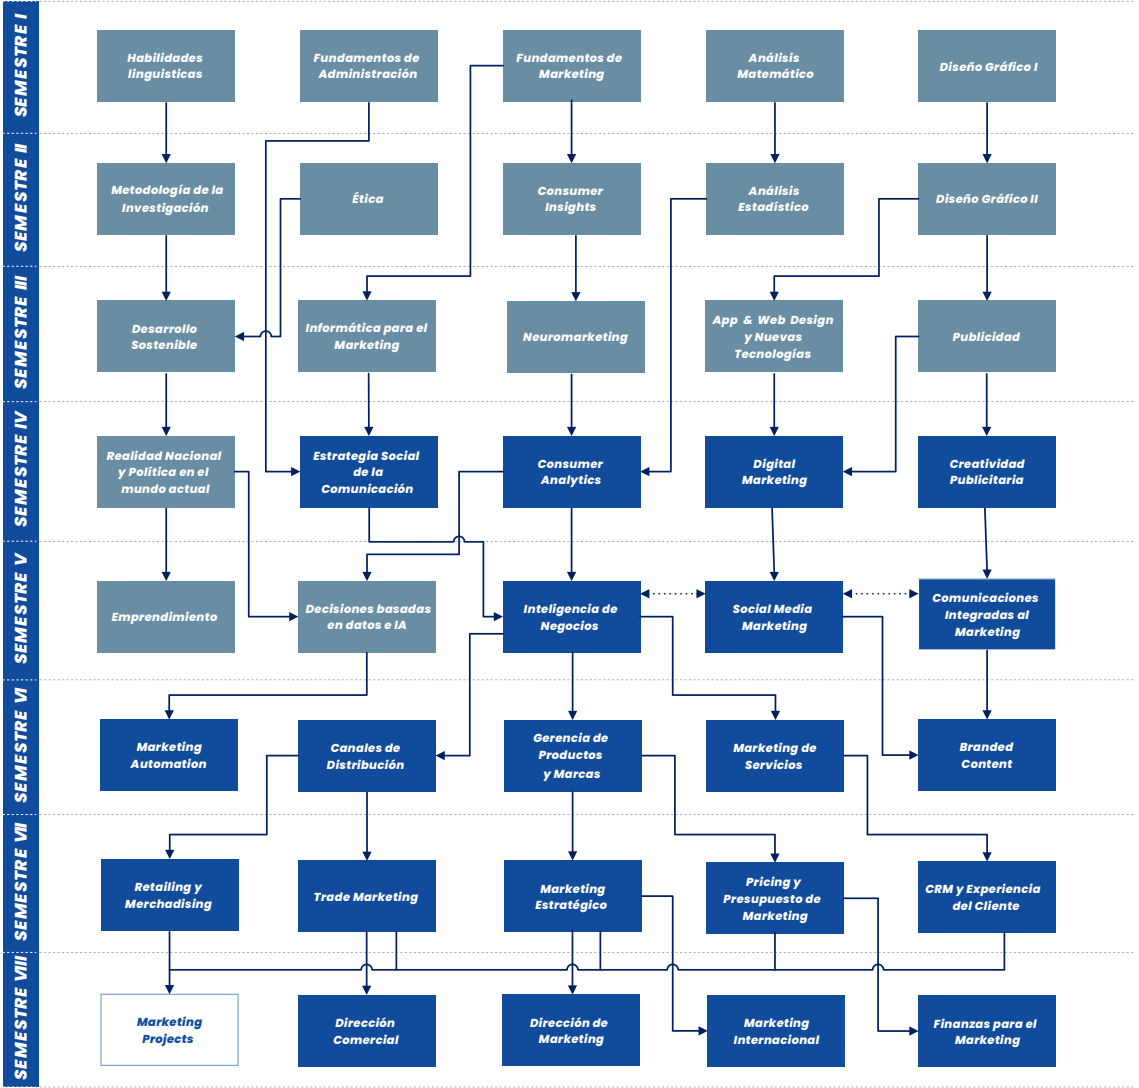 SEMESTRE I
Habilidades
linguisticas
Fundamentos de
Administración
Fundamentos de
Marketing
Análisis
Matemático
Diseño Gráfico I
SEMESTRE II
Metodología de la
Investigación
Ética
Consumer
Insights
Análisis
Estadístico
Diseño Gráfico II
SEMESTRE III
Desarrollo
Sostenible
Informática para el
Marketing
Neuromarketing
App & Web Design
y Nuevas
Tecnologías
Publicidad
SEMESTRE IV
Realidad Nacional
y Política en el
mundo actual
Estrategia Social
de la
Comunicación
Consumer
Analytics
Digital
Marketing
Creatividad
Publicitaria
SEMESTRE V
Emprendimiento
Decisiones basadas
en datos e IA
Inteligencia de
Negocios
Social Media
Marketing
Comunicaciones
Integradas al
Marketing
SEMESTRE VI
Marketing
Automation
Canales de
Distribución
Gerencia de
Productos
y Marcas
Marketing de
Servicios
Branded
Content
SEMESTRE VII
Retailing y
Merchadising
Trade Marketing
Marketing
Estratégico
Pricing y
Presupuesto de
Marketing
CRM y Experiencia
del Cliente
SEMESTRE VIII
Marketing
Projects
Dirección
Comercial
Dirección de
Marketing
Marketing
Internacional
Finanzas para el
Marketing